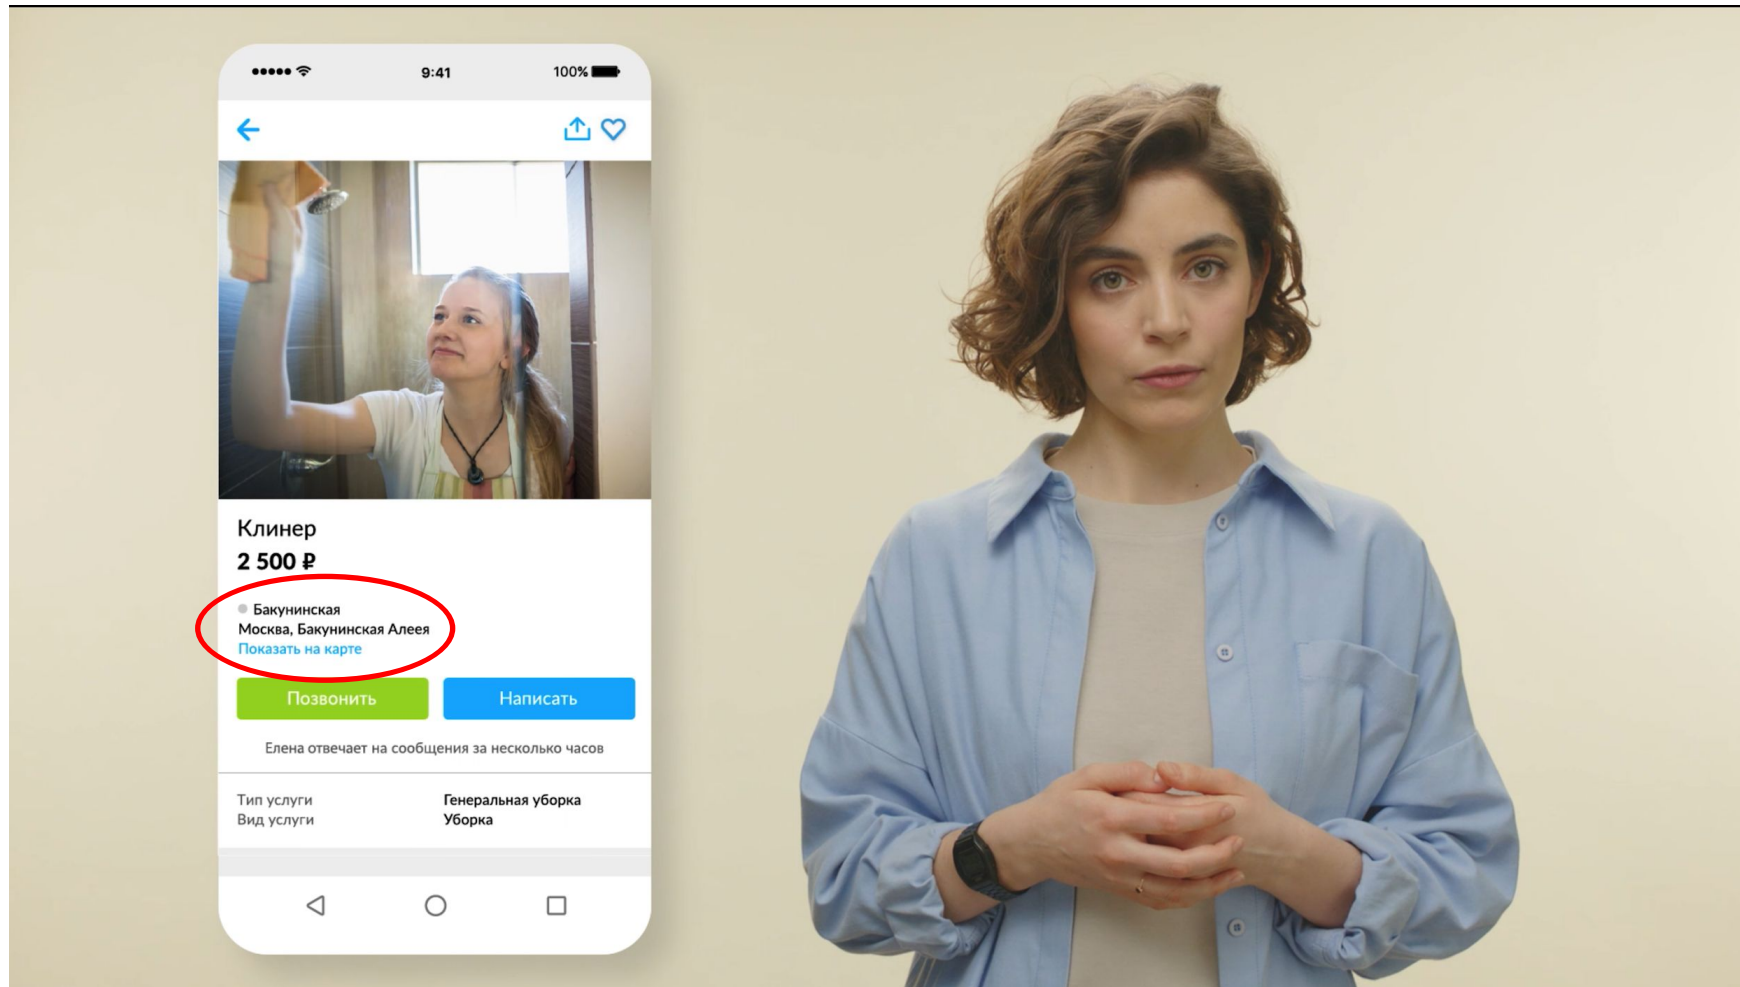 9:41
100%
Клинер
2 500 ₽
Бакунинская
Москва, Бакунинская Алеея
Показать на карте
Позвонить
Написать
Елена отвечает на сообщения за несколько часов
Тип услуги Генеральная уборка
Вид услуги Уборка